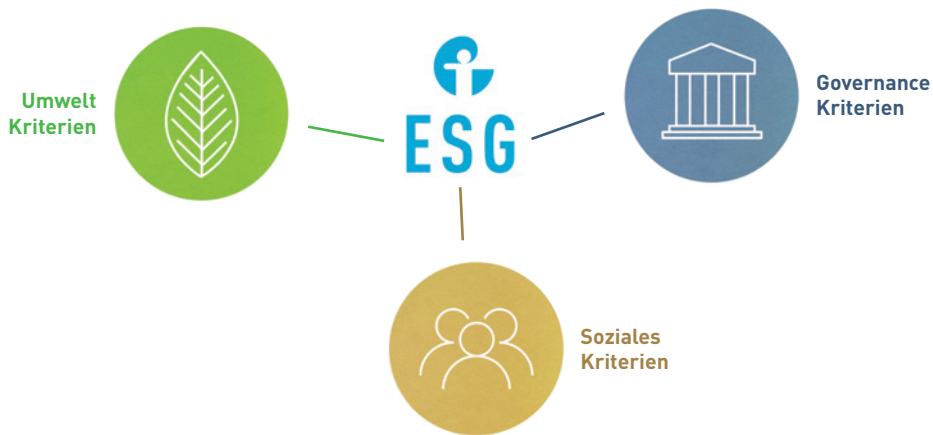 Umwelt
Kriterien
ESG
Governance
Kriterien
Soziales
Kriterien